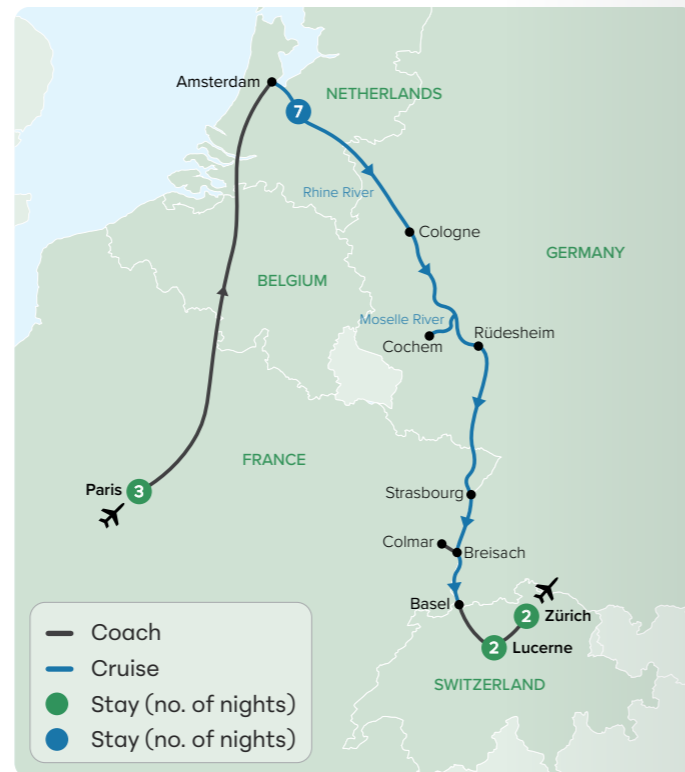 Amsterdam
NETHERLANDS
7
Rhine River
Cologne
GERMANY
BELGIUM
Moselle River
Cochem
Rüdesheim
FRANCE
Paris 3
Strasbourg
Colmar
Breisach
Basel
2 Zürich
2 Lucerne
SWITZERLAND
Coach
Cruise
Stay (no. of nights)
Stay (no. of nights)